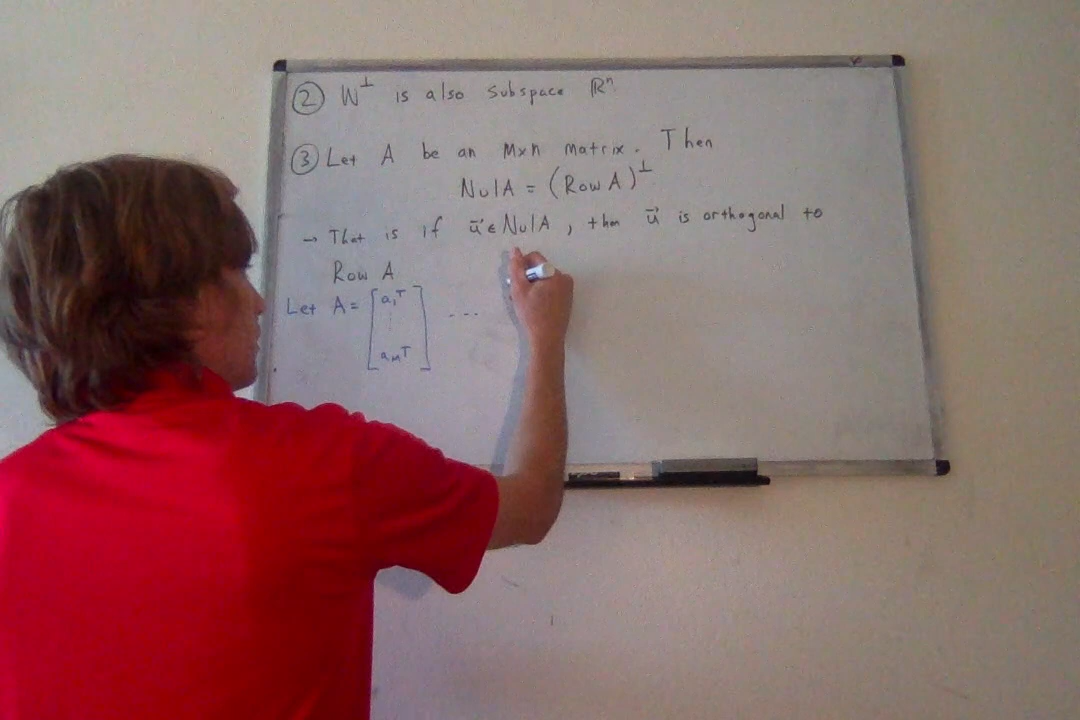 ② W⊥ is also subspace ℝⁿ
③ Let A be an mxn matrix. Then
NulA = (Row A)⊥
→ That is if u⃗ ∈ NulA, then u⃗ is orthogonal to
Row A
Let A = [a₁ᵀ ⋮ aₘᵀ] ...